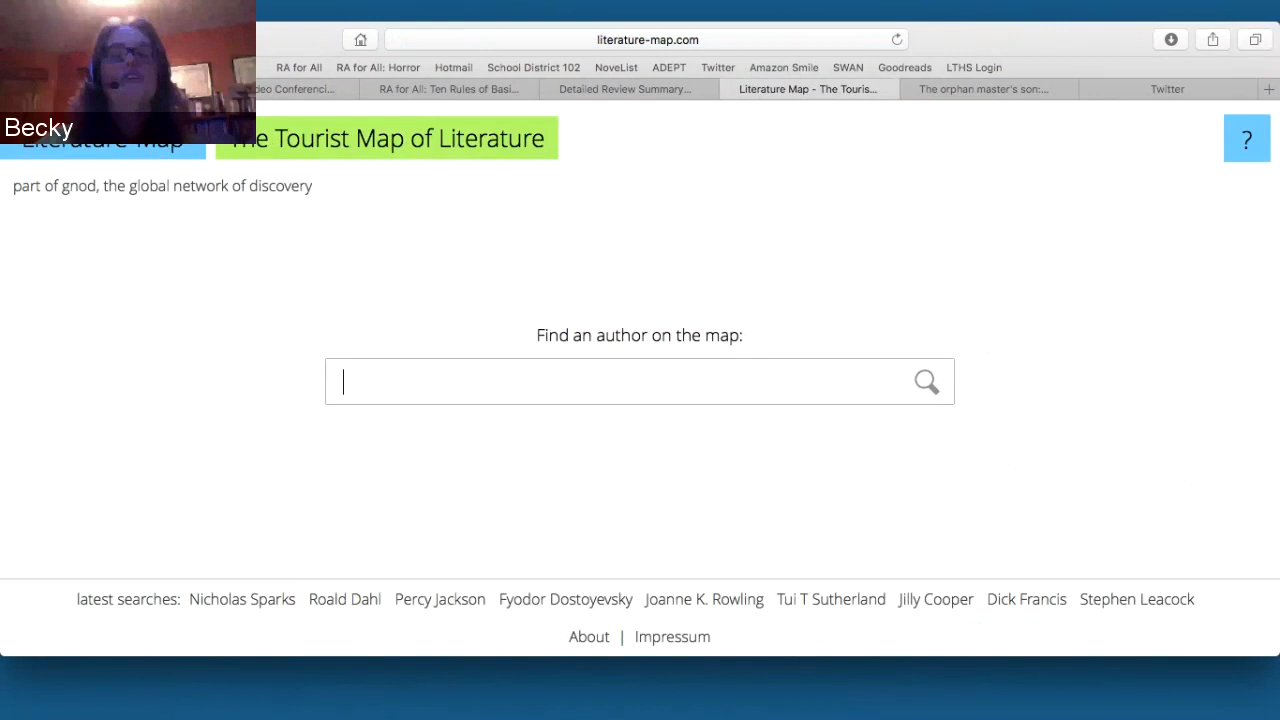 literature-map.com
RA for All RA for All: Horror Hotmail School District 102 NoveList ADEPT Twitter Amazon Smile SWAN Goodreads LTHS Login
deo Conferenci... RA for All: Ten Rules of Basi... Detailed Review Summary... Literature Map - The Touris... The orphan master's son:... Twitter +
Becky
Literature-Map The Tourist Map of Literature ?
part of gnod, the global network of discovery
Find an author on the map:
latest searches: Nicholas Sparks Roald Dahl Percy Jackson Fyodor Dostoyevsky Joanne K. Rowling Tui T Sutherland Jilly Cooper Dick Francis Stephen Leacock
About | Impressum